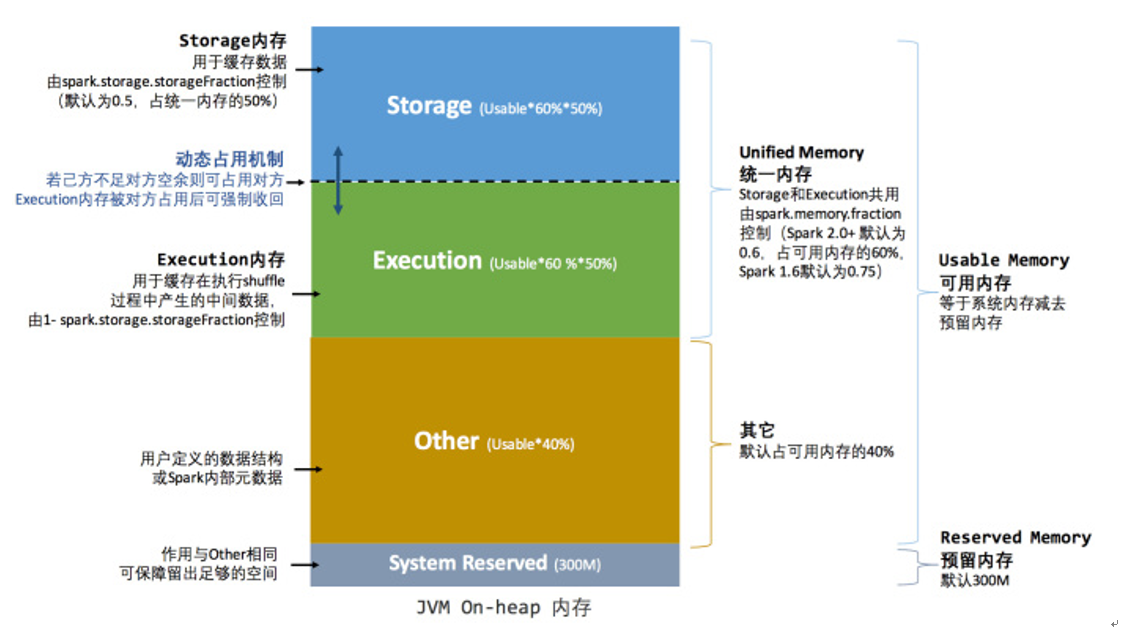 Storage内存
用于缓存数据
由spark.storage.storageFraction控制
（默认为0.5，占统一内存的50%）
动态占用机制
若己方不足对方空余则可占用对方
Execution内存被对方占用后可强制收回
Execution内存
用于缓存在执行shuffle
过程中产生的中间数据，
由1- spark.storage.storageFraction控制
用户定义的数据结构
或Spark内部元数据
作用与Other相同
可保障留出足够的空间
Storage (Usable*60%*50%)
Execution (Usable*60 %*50%)
Other (Usable*40%)
System Reserved (300M)
JVM On-heap 内存
Unified Memory
统一内存
Storage和Execution共用
由spark.memory.fraction
控制（Spark 2.0+ 默认为
0.6，占可用内存的60%，
Spark 1.6默认为0.75）
其它
默认占可用内存的40%
Usable Memory
可用内存
等于系统内存减去
预留内存
Reserved Memory
预留内存
默认300M